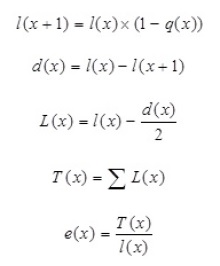 l(x+1) = l(x)× (1 − q(x))
d(x) = l(x) − l(x+1)
L(x) = l(x) − d(x)/2
T(x) = ∑ L(x)
e(x) = T(x)/l(x)